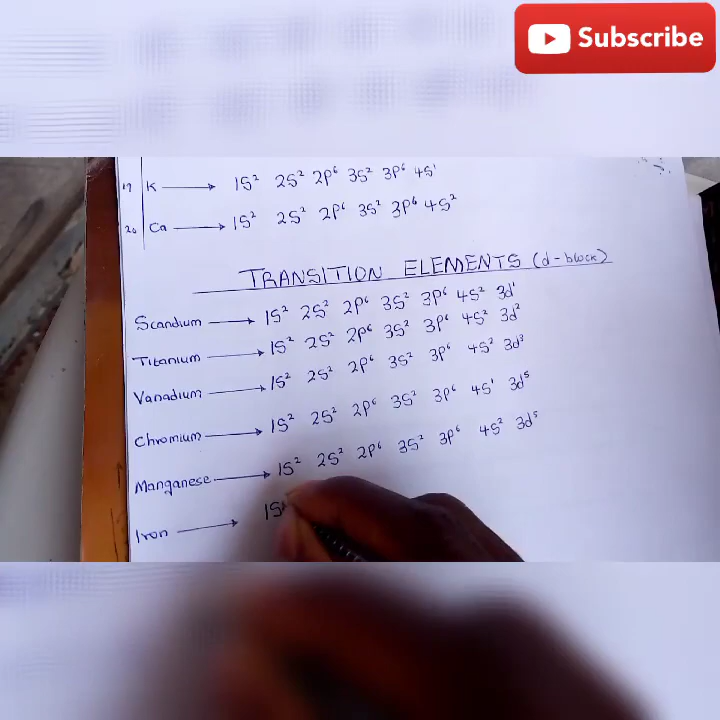 Subscribe
19 K → 1S² 2S² 2P⁶ 3S² 3P⁶ 4S¹
20 Ca → 1S² 2S² 2P⁶ 3S² 3P⁶ 4S²
TRANSITION ELEMENTS (d-block)
Scandium → 1S² 2S² 2P⁶ 3S² 3P⁶ 4S² 3d¹
Titanium → 1S² 2S² 2P⁶ 3S² 3P⁶ 4S² 3d²
Vanadium → 1S² 2S² 2P⁶ 3S² 3P⁶ 4S² 3d³
Chromium → 1S² 2S² 2P⁶ 3S² 3P⁶ 4S¹ 3d⁵
Manganese → 1S² 2S² 2P⁶ 3S² 3P⁶ 4S² 3d⁵
Iron → 1S